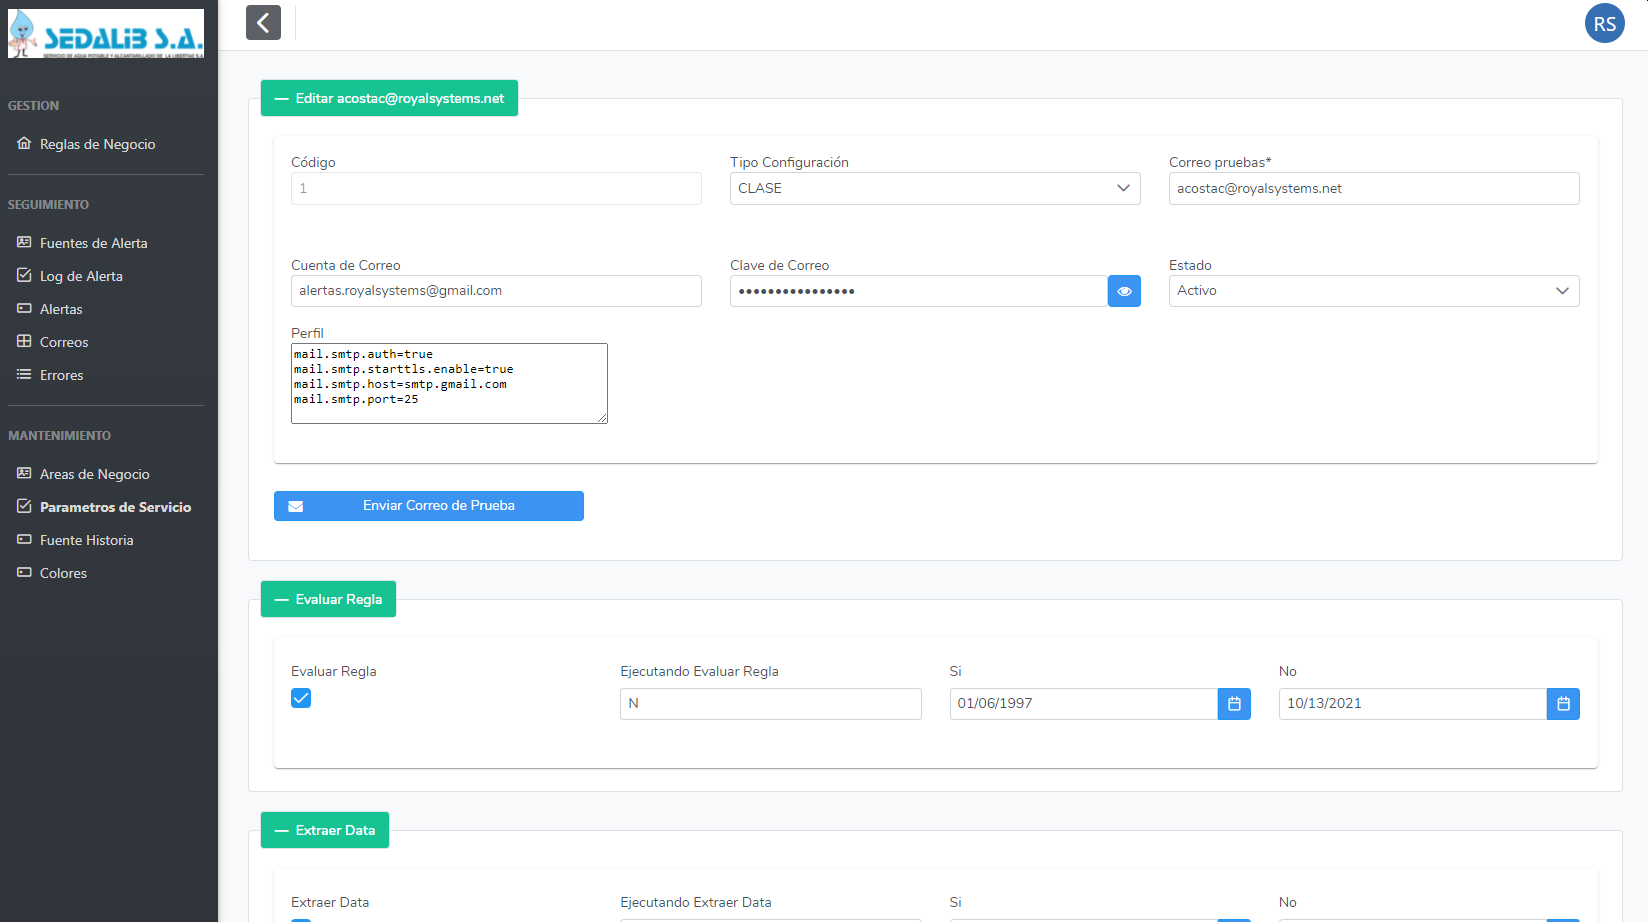 SEDALIB S.A.
SERVICIO DE AGUA POTABLE Y ALCANTARILLADO DE LA LIBERTAD S.A
RS
GESTION
Reglas de Negocio
SEGUIMIENTO
Fuentes de Alerta
Log de Alerta
Alertas
Correos
Errores
MANTENIMIENTO
Areas de Negocio
Parametros de Servicio
Fuente Historia
Colores
— Editar acostac@royalsystems.net
Código
1
Tipo Configuración
CLASE
Correo pruebas*
acostac@royalsystems.net
Cuenta de Correo
alertas.royalsystems@gmail.com
Clave de Correo
••••••••••••••••
Estado
Activo
Perfil
mail.smtp.auth=true
mail.smtp.starttls.enable=true
mail.smtp.host=smtp.gmail.com
mail.smtp.port=25
Enviar Correo de Prueba
— Evaluar Regla
Evaluar Regla
Ejecutando Evaluar Regla
N
Si
01/06/1997
No
10/13/2021
— Extraer Data
Extraer Data
Ejecutando Extraer Data
Si
No